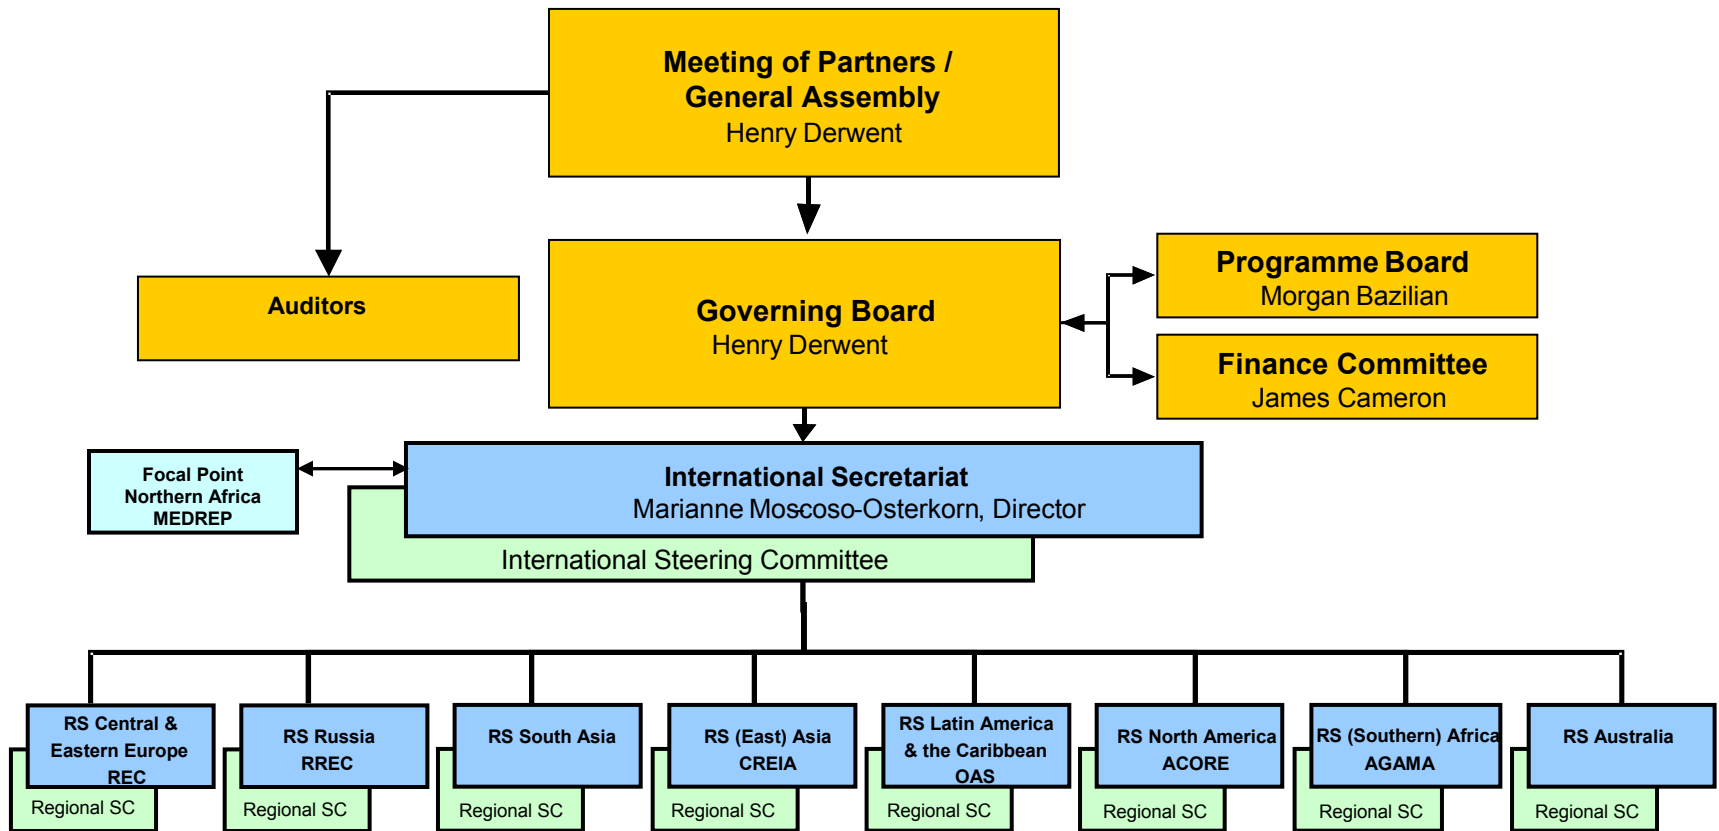 Meeting of Partners /
General Assembly
Henry Derwent
Auditors
Governing Board
Henry Derwent
Programme Board
Morgan Bazilian
Finance Committee
James Cameron
Focal Point
Northern Africa
MEDREP
International Secretariat
Marianne Moscoso-Osterkorn, Director
International Steering Committee
RS Central &
Eastern Europe
REC
Regional SC
RS Russia
RREC
Regional SC
RS South Asia
Regional SC
RS (East) Asia
CREIA
Regional SC
RS Latin America
& the Caribbean
OAS
Regional SC
RS North America
ACORE
Regional SC
RS (Southern) Africa
AGAMA
Regional SC
RS Australia
Regional SC